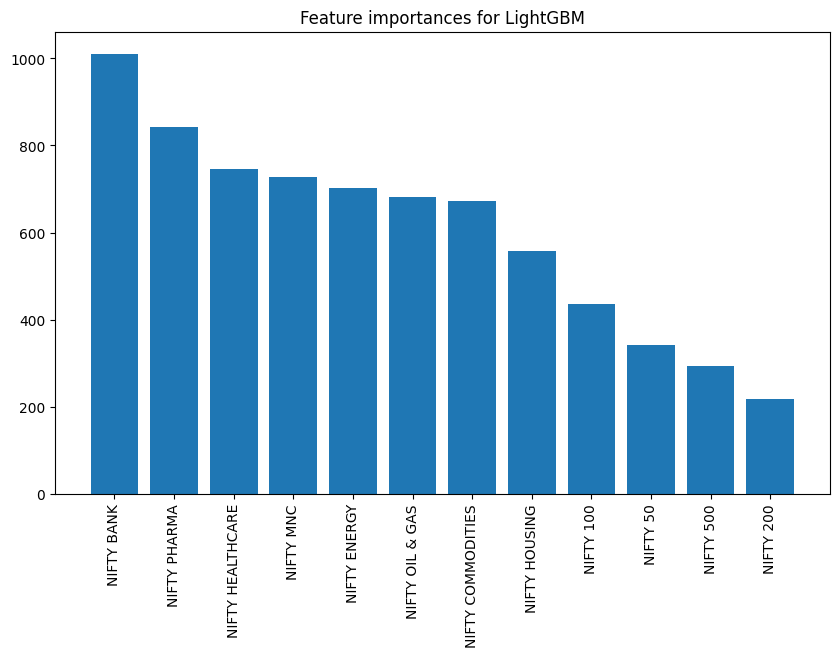 Feature importances for LightGBM
1000
800
600
400
200
0
NIFTY BANK
NIFTY PHARMA
NIFTY HEALTHCARE
NIFTY MNC
NIFTY ENERGY
NIFTY OIL & GAS
NIFTY COMMODITIES
NIFTY HOUSING
NIFTY 100
NIFTY 50
NIFTY 500
NIFTY 200